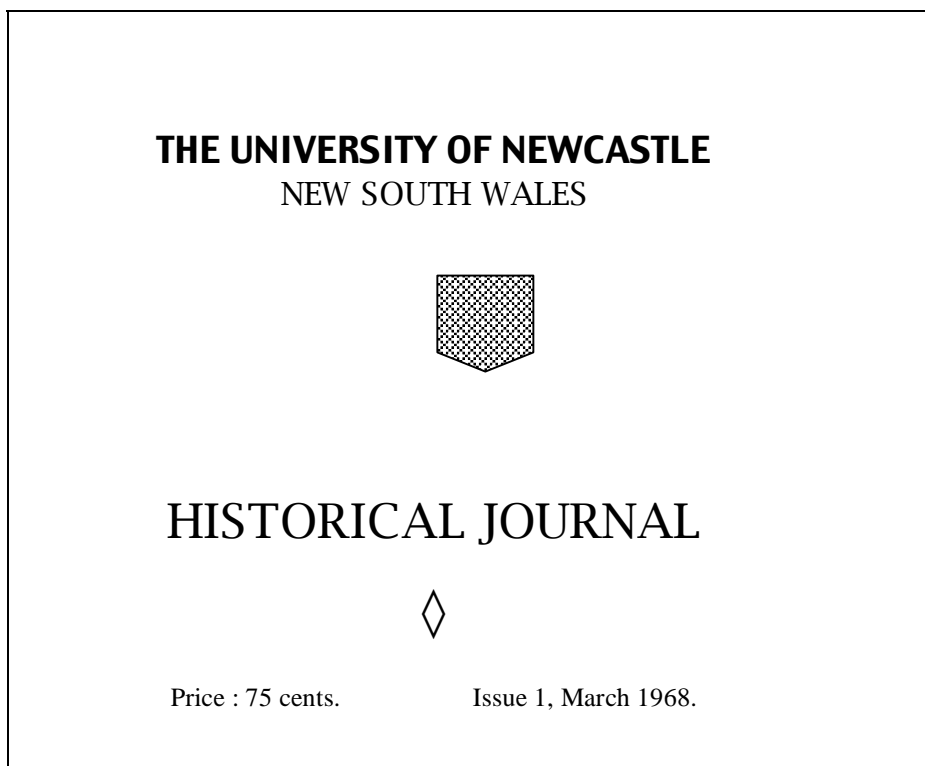 THE UNIVERSITY OF NEWCASTLE
NEW SOUTH WALES
HISTORICAL JOURNAL
Price : 75 cents. Issue 1, March 1968.